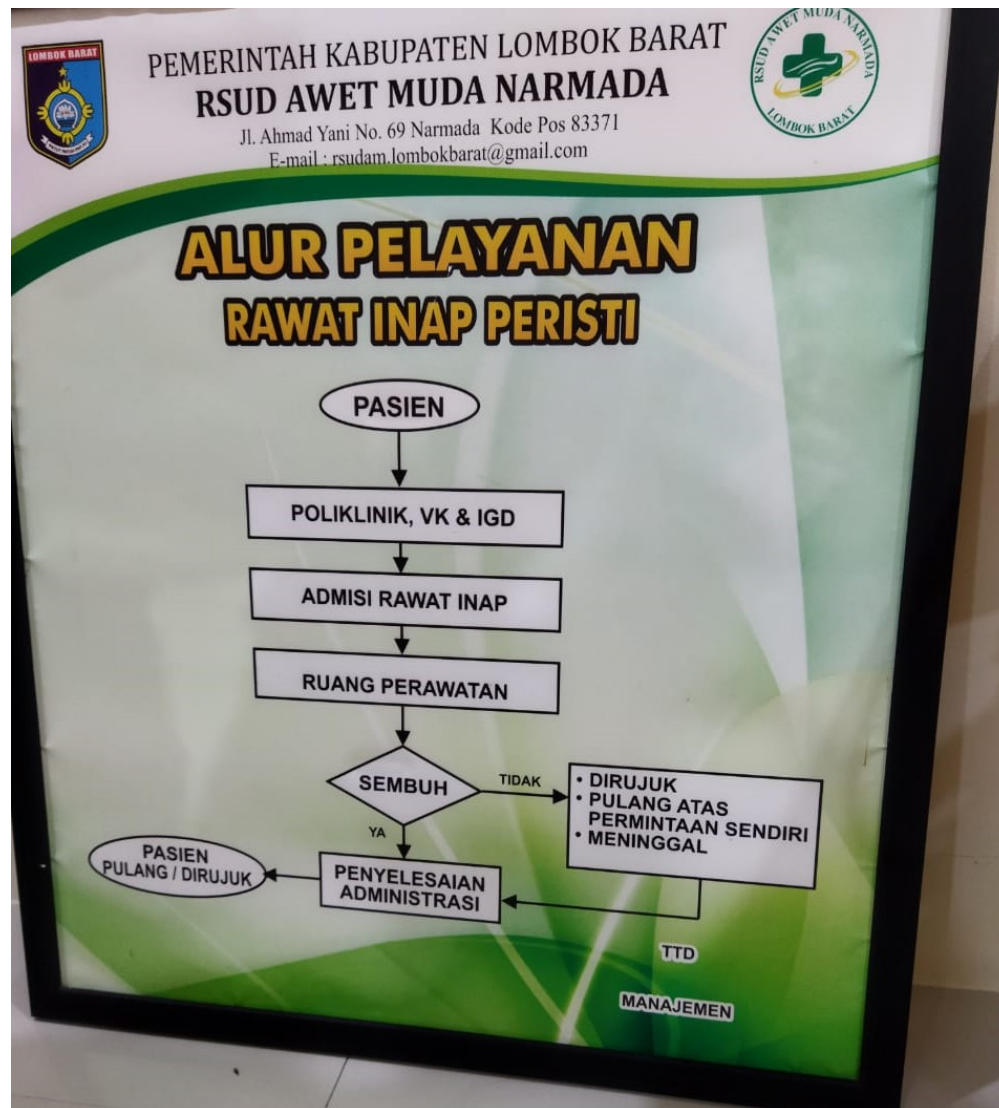 LOMBOK BARAT
PEMERINTAH KABUPATEN LOMBOK BARAT
RSUD AWET MUDA NARMADA
Jl. Ahmad Yani No. 69 Narmada Kode Pos 83371
E-mail : rsudam.lombokbarat@gmail.com
RSUD AWET MUDA NARMADA
LOMBOK BARAT
ALUR PELAYANAN
RAWAT INAP PERISTI
PASIEN
POLIKLINIK, VK & IGD
ADMISI RAWAT INAP
RUANG PERAWATAN
SEMBUH
TIDAK
• DIRUJUK
• PULANG ATAS
PERMINTAAN SENDIRI
• MENINGGAL
YA
PENYELESAIAN
ADMINISTRASI
PASIEN
PULANG / DIRUJUK
TTD
MANAJEMEN